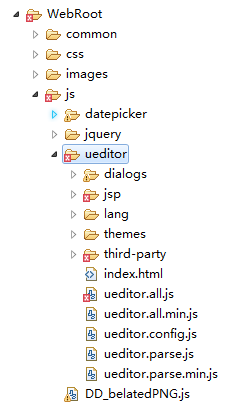 WebRoot
common
css
images
js
datepicker
jquery
ueditor
dialogs
jsp
lang
themes
third-party
index.html
ueditor.all.js
ueditor.all.min.js
ueditor.config.js
ueditor.parse.js
ueditor.parse.min.js
DD_belatedPNG.js